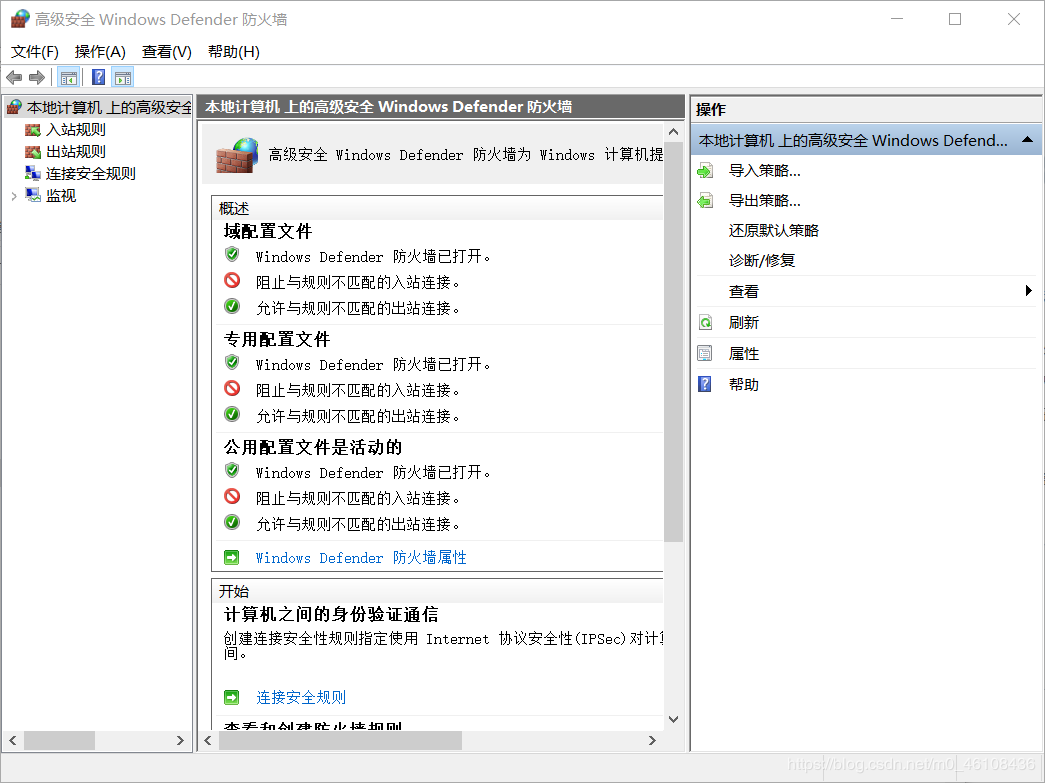 高级安全 Windows Defender 防火墙
文件(F) 操作(A) 查看(V) 帮助(H)
本地计算机 上的高级安全
入站规则
出站规则
连接安全规则
监视
本地计算机 上的高级安全 Windows Defender 防火墙
高级安全 Windows Defender 防火墙为 Windows 计算机提
概述
域配置文件
Windows Defender 防火墙已打开。
阻止与规则不匹配的入站连接。
允许与规则不匹配的出站连接。
专用配置文件
Windows Defender 防火墙已打开。
阻止与规则不匹配的入站连接。
允许与规则不匹配的出站连接。
公用配置文件是活动的
Windows Defender 防火墙已打开。
阻止与规则不匹配的入站连接。
允许与规则不匹配的出站连接。
Windows Defender 防火墙属性
开始
计算机之间的身份验证通信
创建连接安全性规则指定使用 Internet 协议安全性(IPSec)对计
间。
连接安全规则
查看和创建防火墙规则
操作
本地计算机 上的高级安全 Windows Defend...
导入策略...
导出策略...
还原默认策略
诊断/修复
查看
刷新
属性
帮助
https://blog.csdn.net/m0_46108436